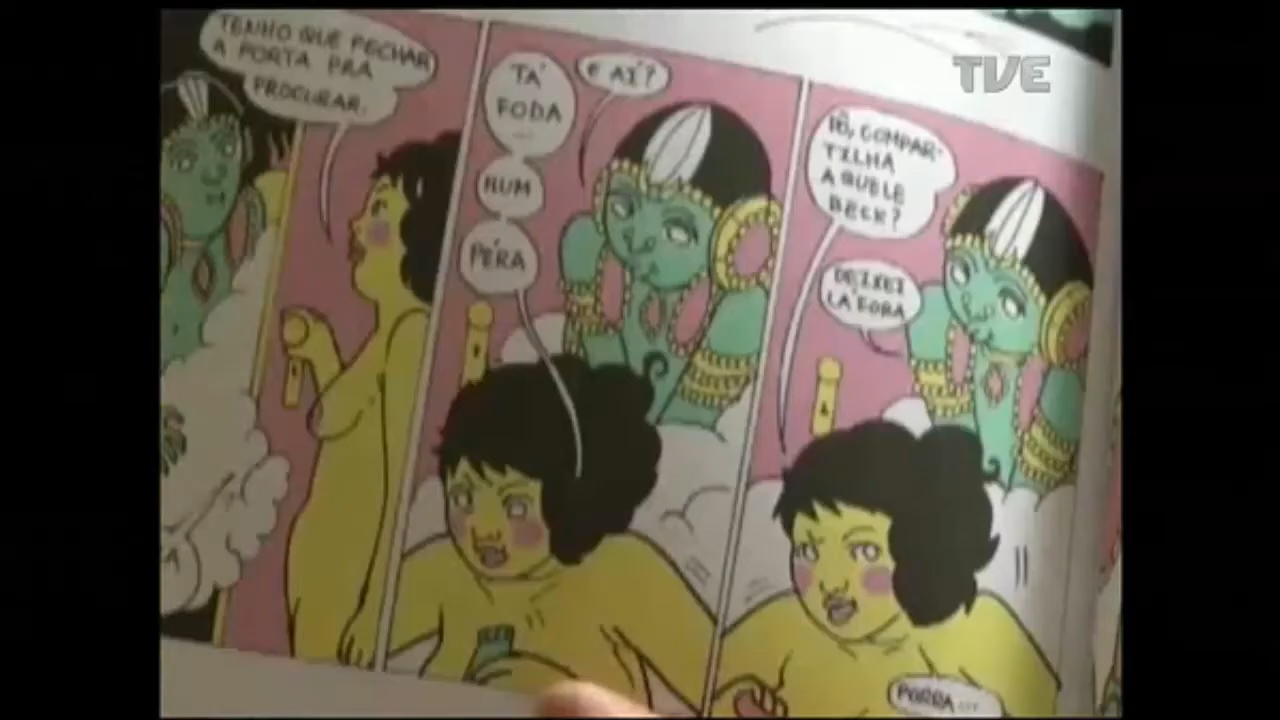 TENHO QUE FECHAR
A PORTA PRA
PROCURAR.
TÁ
FODA
...
HUM
PÉRA
E AÍ?
PÔ, COMPAR-
TILHA
AQUELE
BECK?
DEIXEI
LÁ FORA
PORRA...
TVE